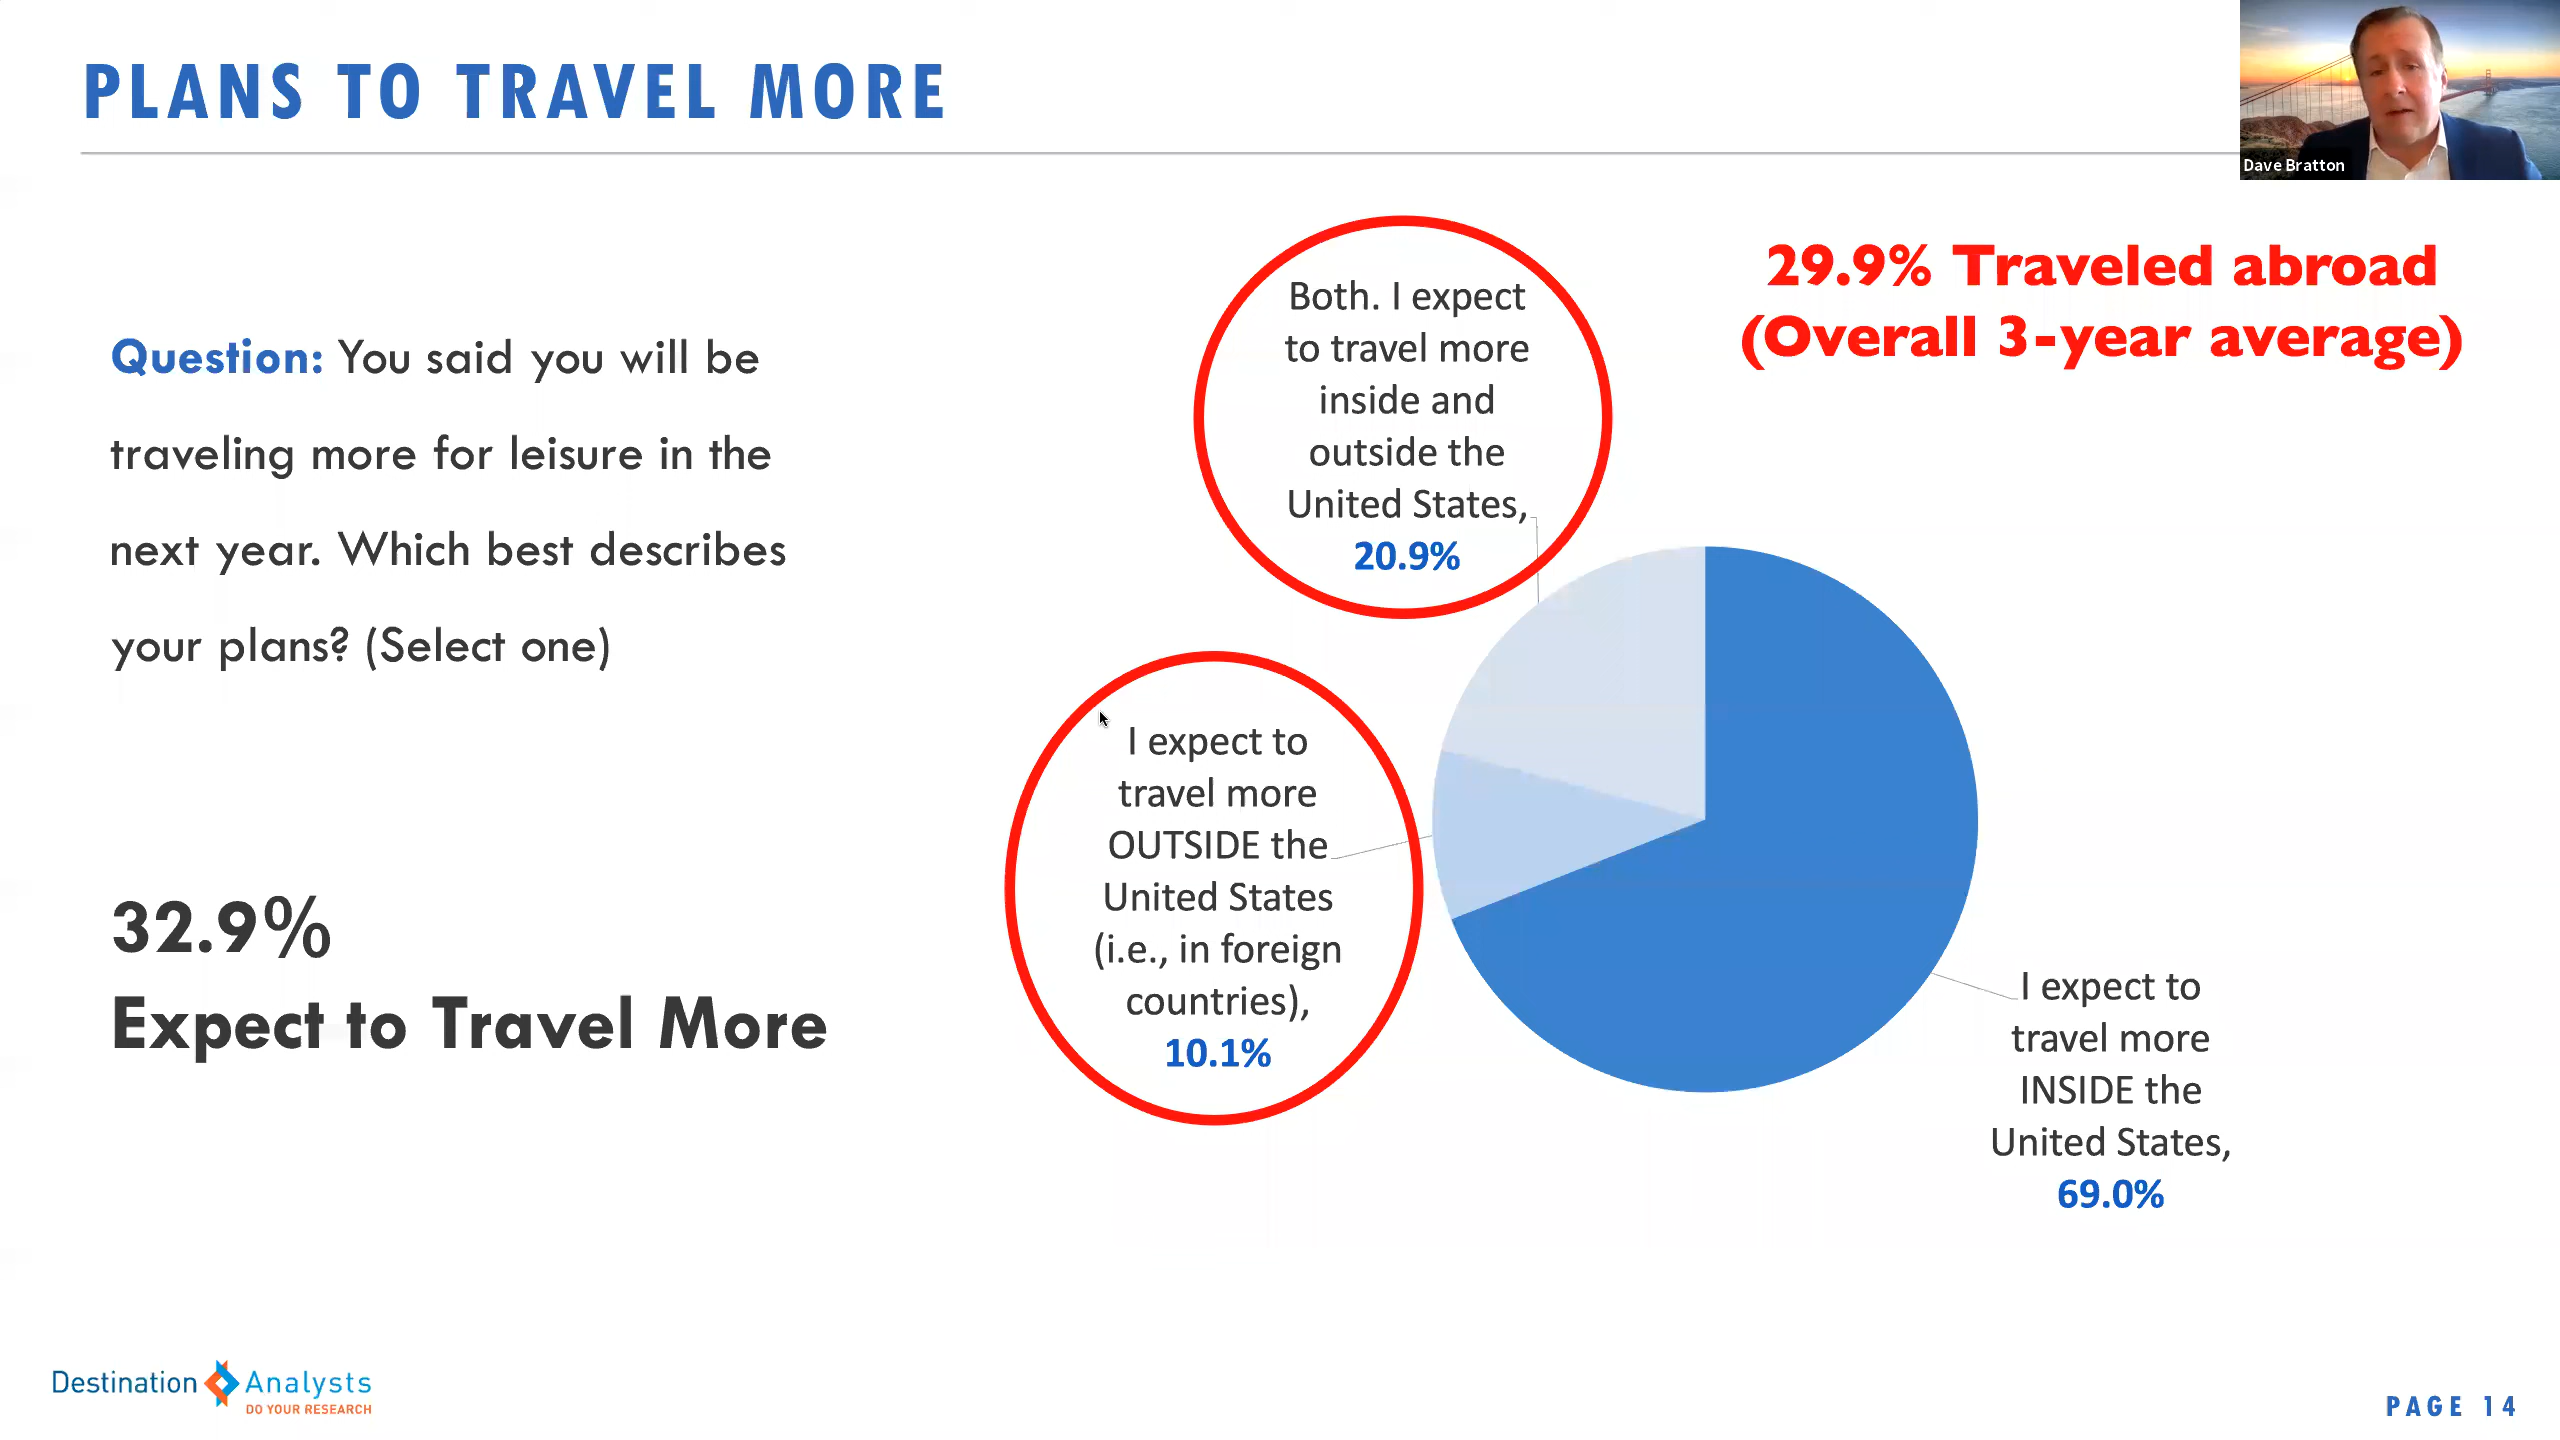 PLANS TO TRAVEL MORE
Dave Bratton
Question: You said you will be
traveling more for leisure in the
next year. Which best describes
your plans? (Select one)
32.9%
Expect to Travel More
29.9% Traveled abroad
(Overall 3-year average)
Both. I expect
to travel more
inside and
outside the
United States,
20.9%
I expect to
travel more
OUTSIDE the
United States
(i.e., in foreign
countries),
10.1%
I expect to
travel more
INSIDE the
United States,
69.0%
Destination Analysts
DO YOUR RESEARCH
PAGE 14